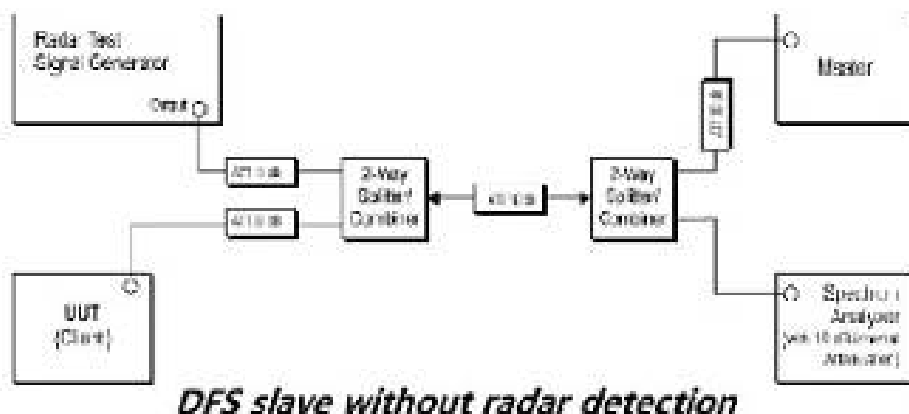 Radar Test
Signal Generator
Output
Master
2-Way
Splitter/
Combiner
2-Way
Splitter/
Combiner
UUT
(Client)
Spectrum
Analyzer
Attenuator)
DFS slave without radar detection